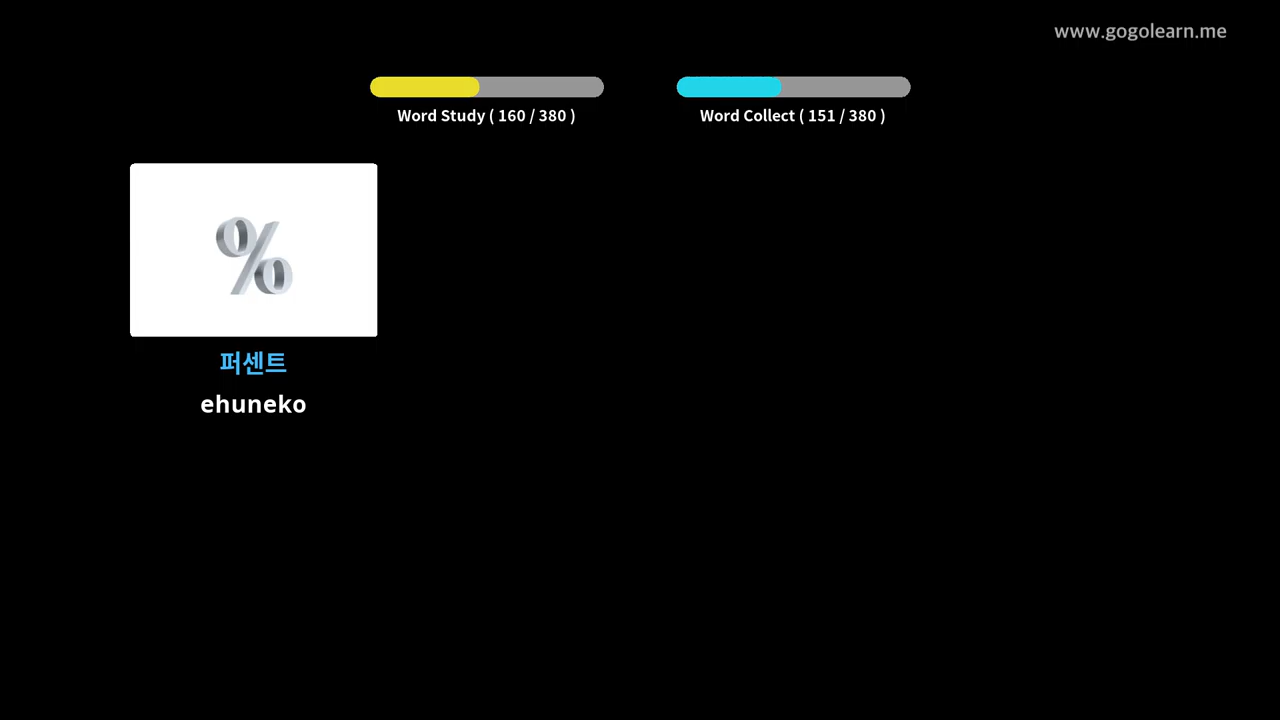 www.gogolearn.me
Word Study ( 160 / 380 )
Word Collect ( 151 / 380 )
%
퍼센트
ehuneko